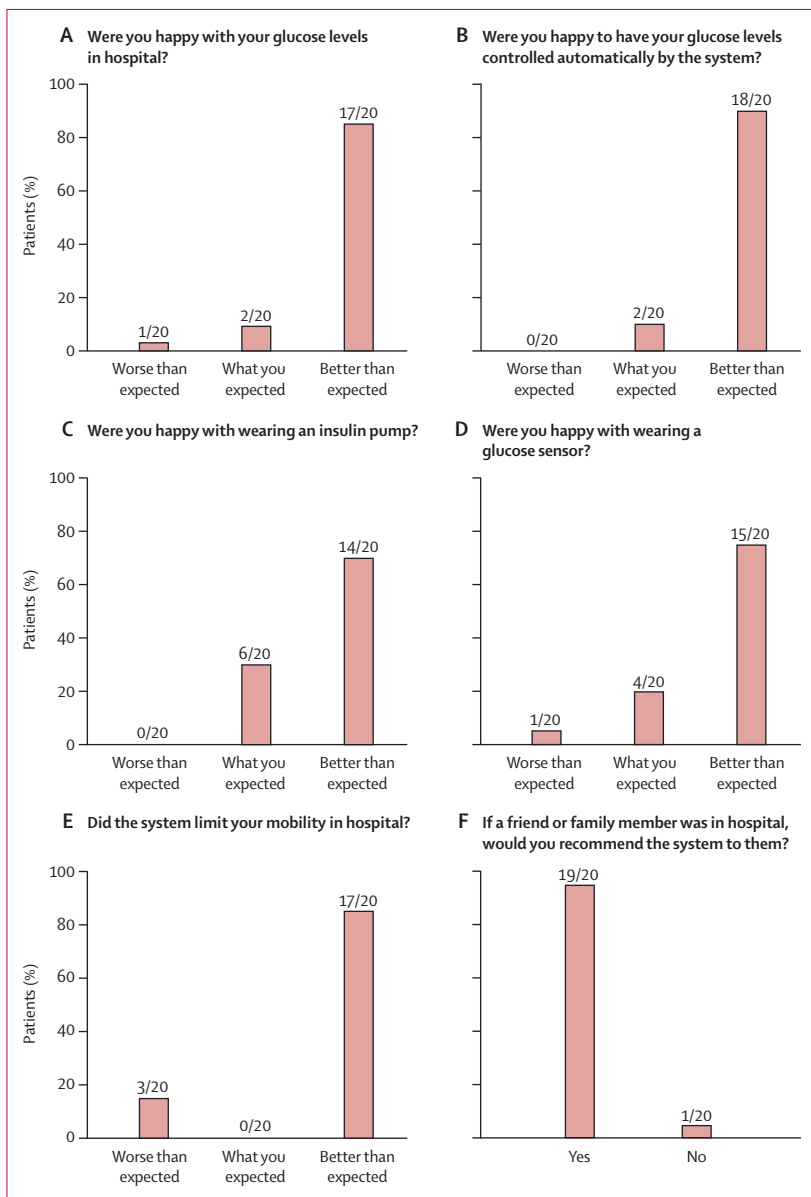 A Were you happy with your glucose levels
in hospital?
Patients (%)
100
80
60
40
20
0
1/20
2/20
17/20
Worse than
expected
What you
expected
Better than
expected
B Were you happy to have your glucose levels
controlled automatically by the system?
0/20
2/20
18/20
Worse than
expected
What you
expected
Better than
expected
C Were you happy with wearing an insulin pump?
Patients (%)
100
80
60
40
20
0
0/20
6/20
14/20
Worse than
expected
What you
expected
Better than
expected
D Were you happy with wearing a
glucose sensor?
1/20
4/20
15/20
Worse than
expected
What you
expected
Better than
expected
E Did the system limit your mobility in hospital?
Patients (%)
100
80
60
40
20
0
3/20
0/20
17/20
Worse than
expected
What you
expected
Better than
expected
F If a friend or family member was in hospital,
would you recommend the system to them?
19/20
1/20
Yes
No